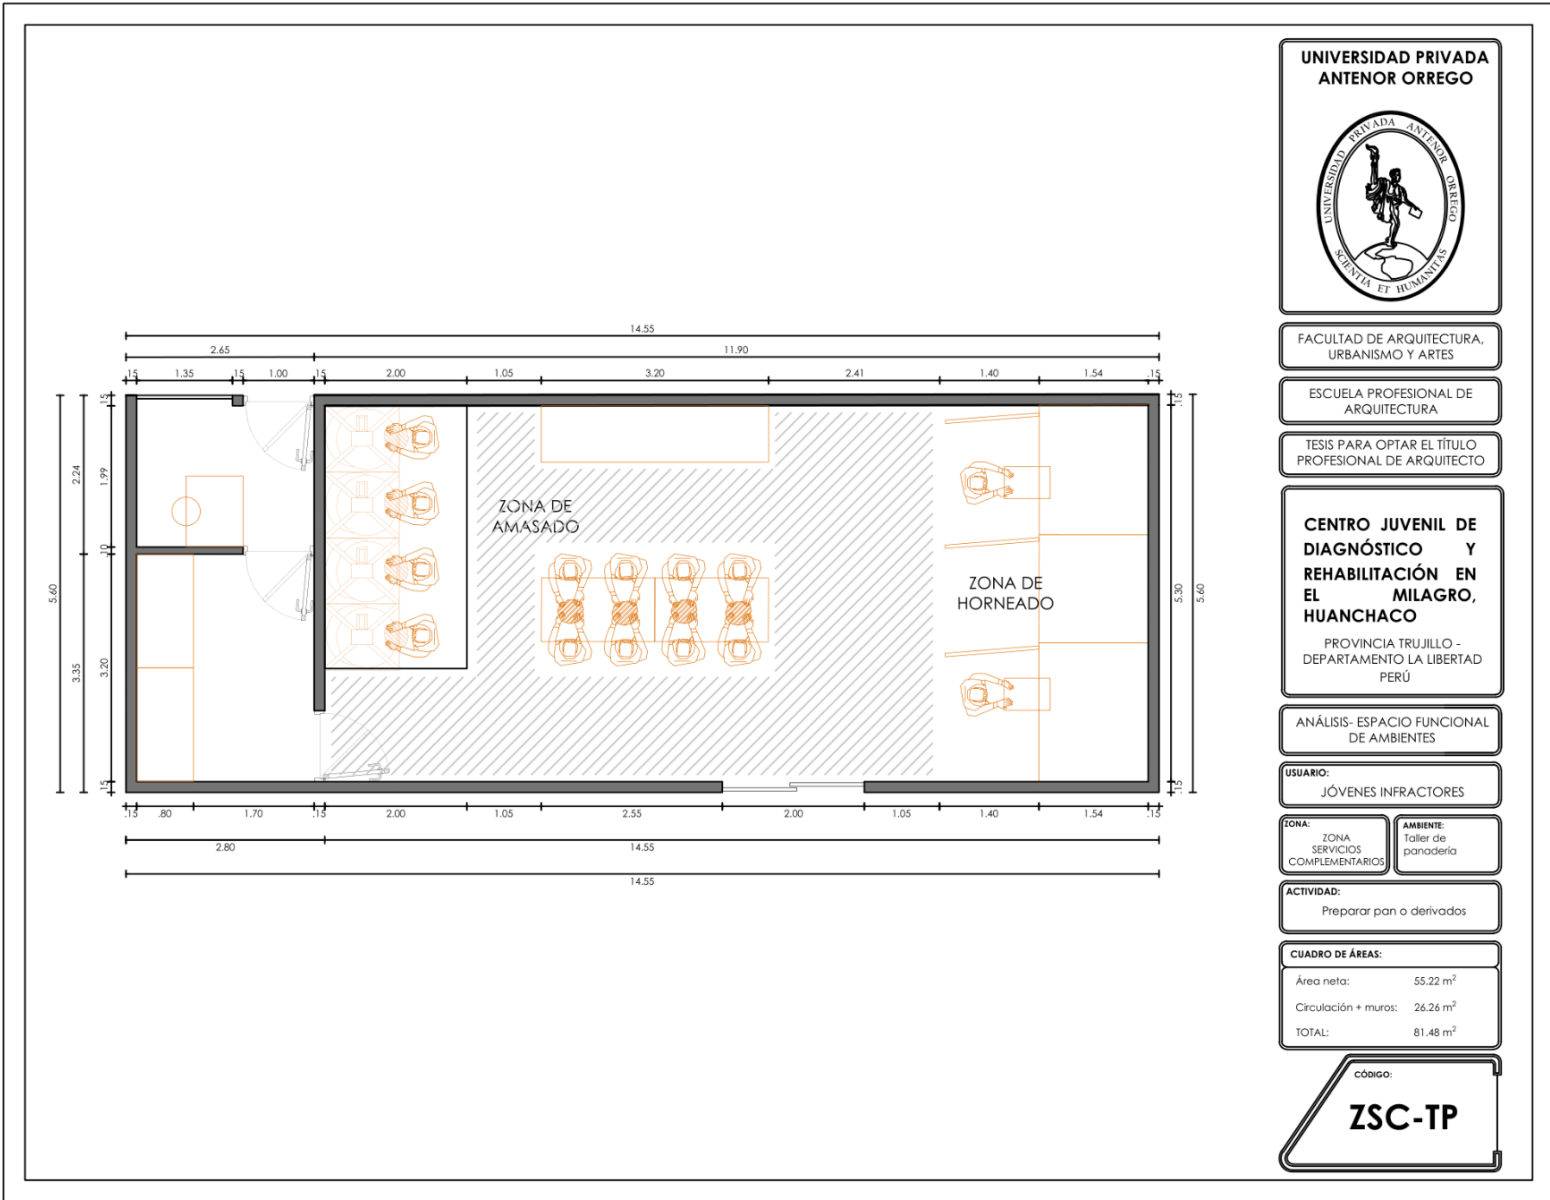 14.55
2.65
11.90
.15
1.35
.15
1.00
.15
2.00
1.05
3.20
2.41
1.40
1.54
.15
.15
1.99
.10
3.20
.15
2.24
3.35
5.60
ZONA DE
AMASADO
ZONA DE
HORNEADO
.15
5.30
.15
5.60
.15
.80
1.70
.15
2.00
1.05
2.55
2.00
1.05
1.40
1.54
.15
2.80
14.55
14.55
UNIVERSIDAD PRIVADA
ANTENOR ORREGO
UNIVERSIDAD PRIVADA ANTENOR ORREGO
SCIENTIA ET HUMANITAS
FACULTAD DE ARQUITECTURA,
URBANISMO Y ARTES
ESCUELA PROFESIONAL DE
ARQUITECTURA
TESIS PARA OPTAR EL TÍTULO
PROFESIONAL DE ARQUITECTO
CENTRO JUVENIL DE
DIAGNÓSTICO Y
REHABILITACIÓN EN
EL MILAGRO,
HUANCHACO
PROVINCIA TRUJILLO -
DEPARTAMENTO LA LIBERTAD
PERÚ
ANÁLISIS- ESPACIO FUNCIONAL
DE AMBIENTES
USUARIO:
JÓVENES INFRACTORES
ZONA:
ZONA
SERVICIOS
COMPLEMENTARIOS
AMBIENTE:
Taller de
panadería
ACTIVIDAD:
Preparar pan o derivados
CUADRO DE ÁREAS:
Área neta: 55.22 m²
Circulación + muros: 26.26 m²
TOTAL: 81.48 m²
CÓDIGO:
ZSC-TP